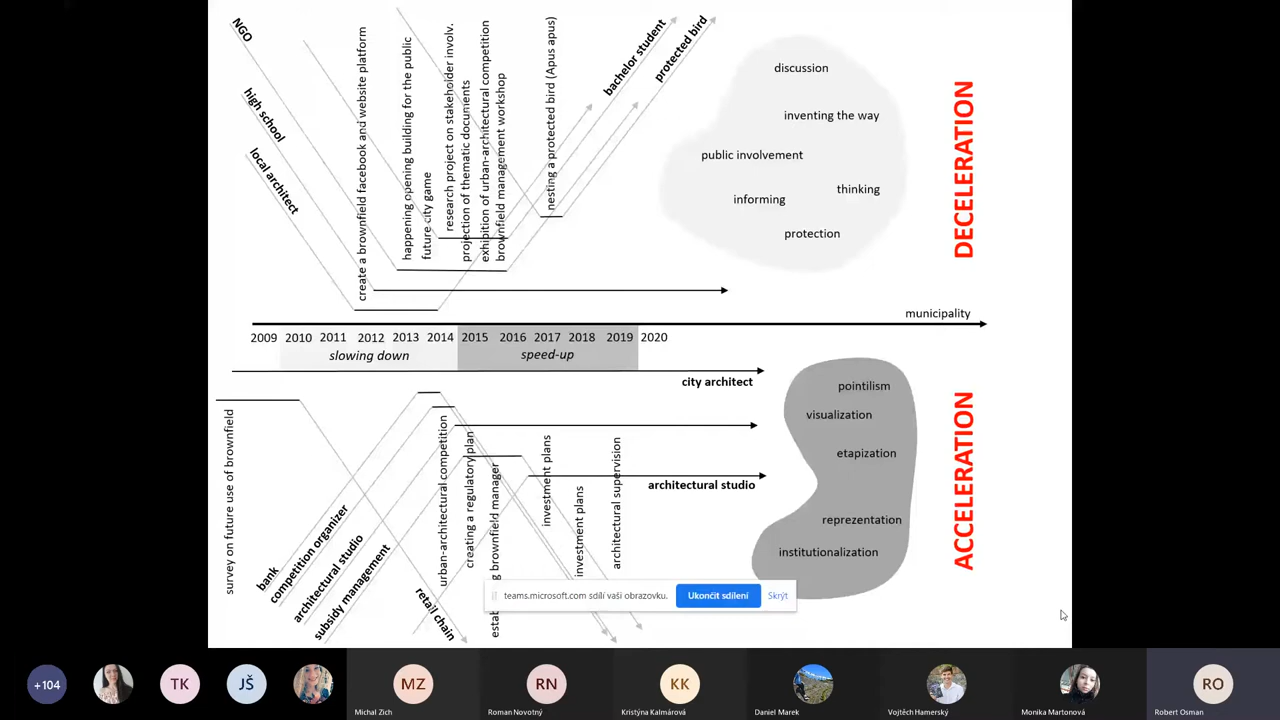 NGO
high school
local architect
create a brownfield facebook and website platform
happening opening building for the public
future city game
research project on stakeholder involv.
projection of thematic documents
exhibition of urban-architectural competition
brownfield management workshop
nesting a protected bird (Apus apus)
bachelor student
protected bird
discussion
inventing the way
public involvement
thinking
informing
protection
DECELERATION
municipality
2009 2010 2011 2012 2013 2014 2015 2016 2017 2018 2019 2020
slowing down
speed-up
city architect
survey on future use of brownfield
bank
competition organizer
architectural studio
subsidy management
retail chain
urban-architectural competition
creating a regulatory plan
brownfield manager
investment plans
investment plans
architectural supervision
architectural studio
pointilism
visualization
etapization
reprezentation
institutionalization
ACCELERATION
teams.microsoft.com sdílí vaši obrazovku.
Ukončit sdílení
Skrýt
+104
TK
JŠ
MZ
Michal Zich
RN
Roman Novotný
KK
Kristýna Kalmárová
Daniel Marek
Vojtěch Hamerský
Monika Martonová
RO
Robert Osman